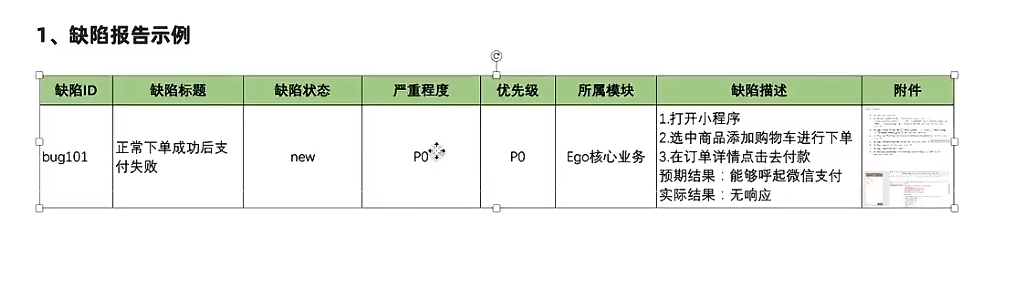 1、缺陷报告示例
缺陷ID 缺陷标题 缺陷状态 严重程度 优先级 所属模块 缺陷描述 附件
bug101
正常下单成功后支
付失败
new
P0
P0
Ego核心业务
1.打开小程序
2.选中商品添加购物车进行下单
3.在订单详情点击去付款
预期结果：能够呼起微信支付
实际结果：无响应